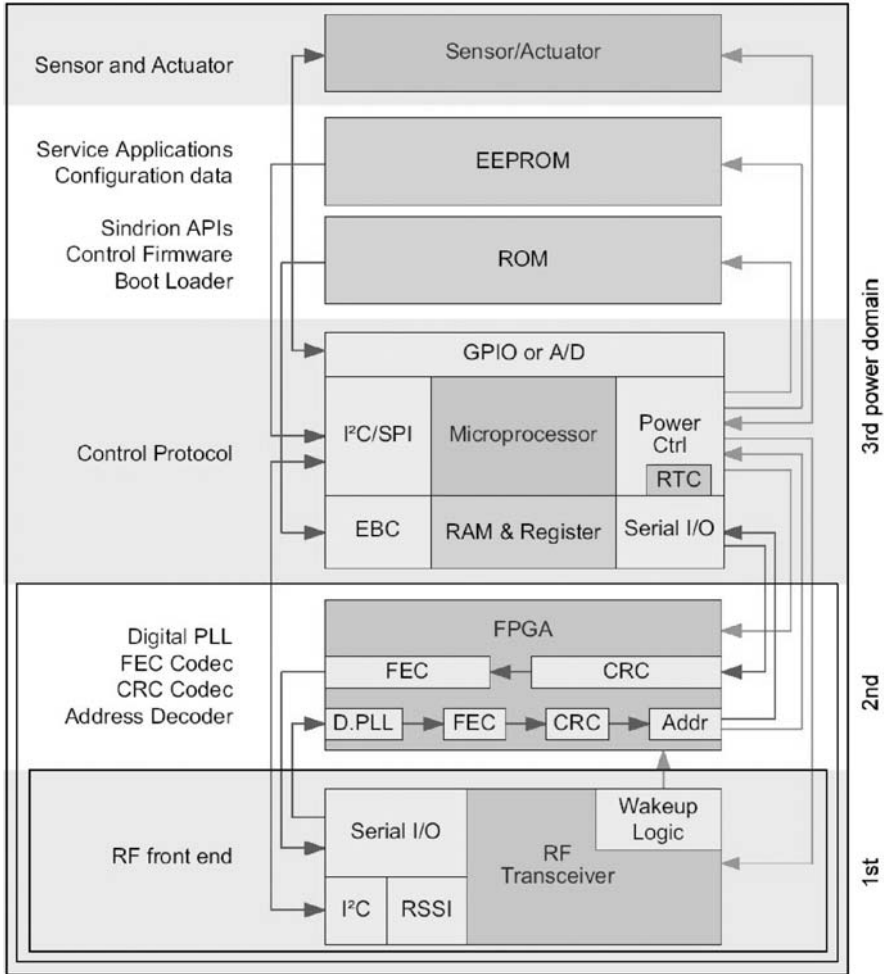 Sensor and Actuator
Sensor/Actuator
Service Applications
Configuration data
EEPROM
Sindrion APIs
Control Firmware
Boot Loader
ROM
3rd power domain
Control Protocol
GPIO or A/D
I²C/SPI
Microprocessor
Power
Ctrl
RTC
EBC
RAM & Register
Serial I/O
Digital PLL
FEC Codec
CRC Codec
Address Decoder
FPGA
FEC
CRC
D.PLL
FEC
CRC
Addr
2nd
RF front end
Serial I/O
Wakeup
Logic
RF
Transceiver
I²C
RSSI
1st